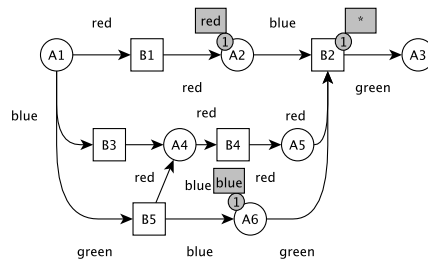 red
red
blue
*
1
1
A1
B1
A2
B2
A3
red
green
red
blue
red
B3
A4
B4
A5
red
blue
blue
red
1
B5
A6
green
blue
green